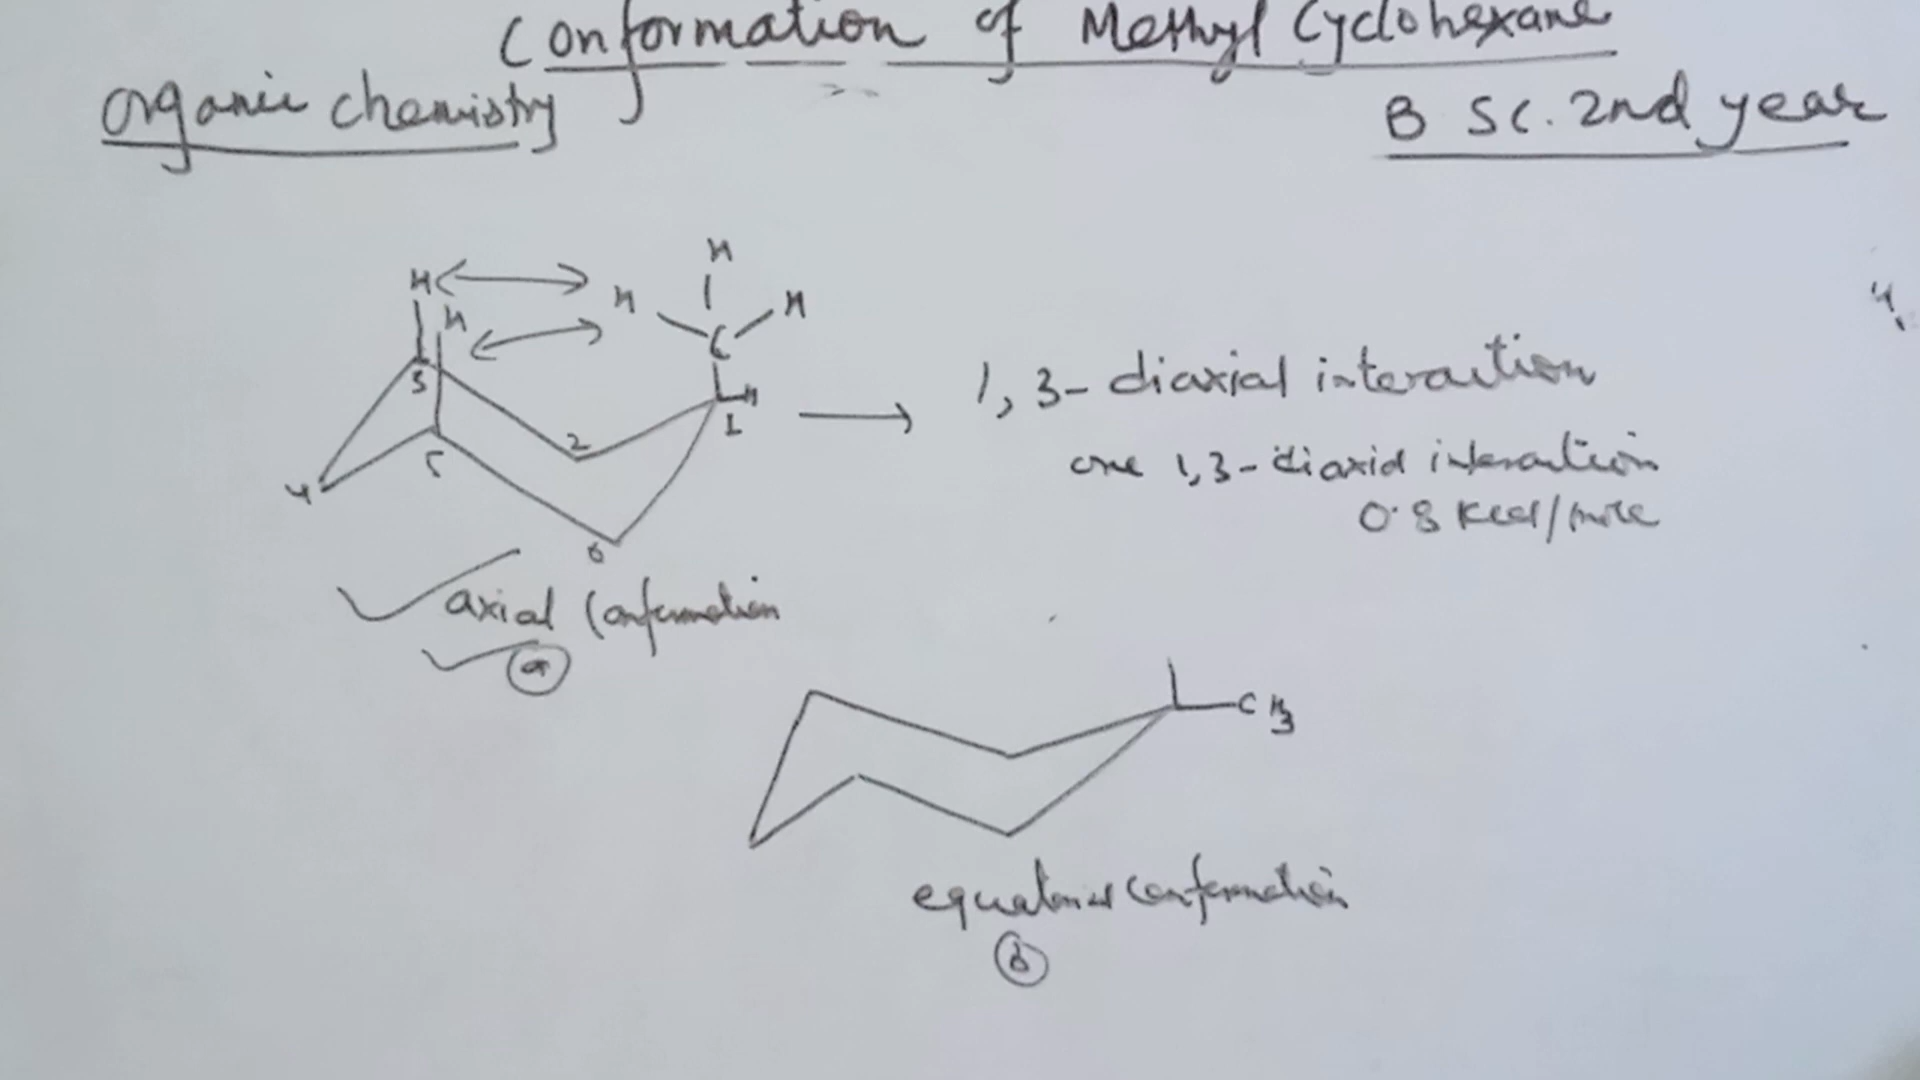 Conformation of Methyl Cyclohexane
Organic chemistry
B SC. 2nd year
H
H
H
H
H
C
H
3
1
2
5
4
6
1,3-diaxial interaction
one 1,3-diaxial interaction
0.8 Kcal/mole
axial Conformation
a
CH3
equatorial conformation
b